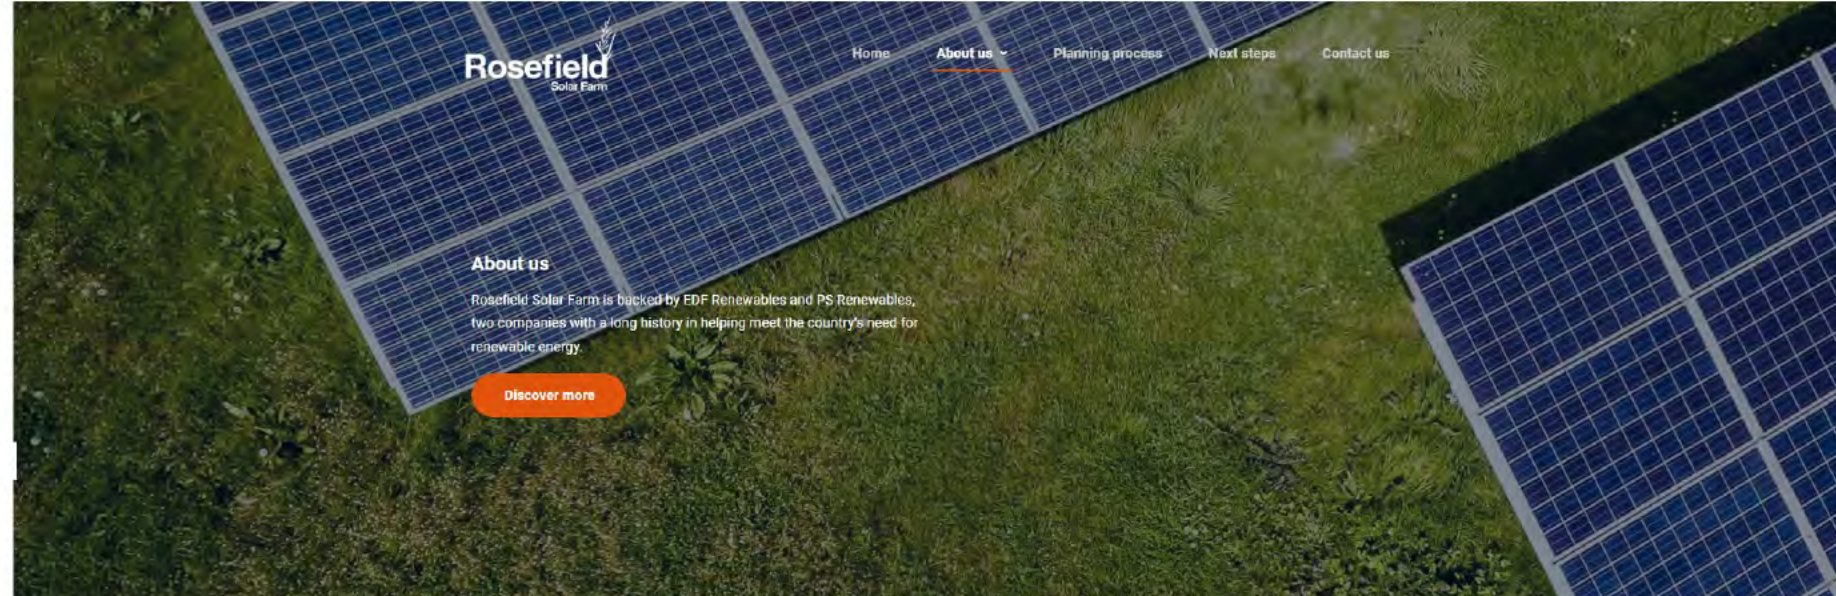 Rosefield
Solar Farm
Home About us Planning process Next steps Contact us
About us
Rosefield Solar Farm is backed by EDF Renewables and PS Renewables,
two companies with a long history in helping meet the country's need for
renewable energy.
Discover more